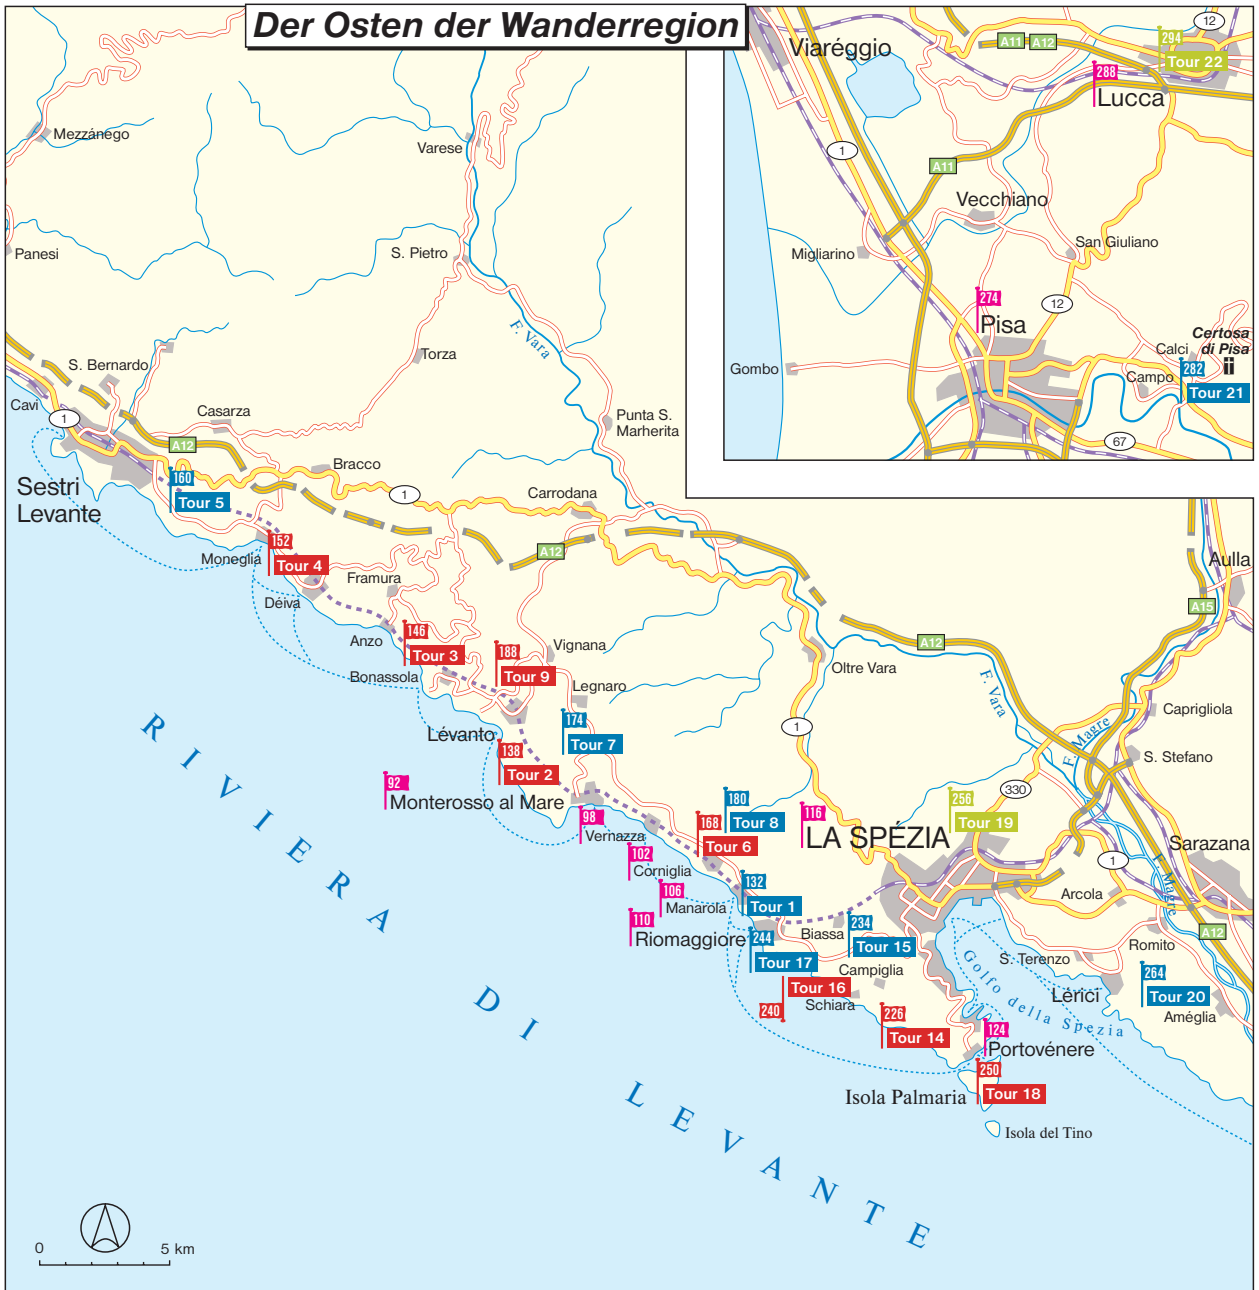 Der Osten der Wanderregion
12
294
Tour 22
A11
A12
Viaréggio
288
Lucca
Mezzánego
Varese
1
A11
Vecchiano
Panesi
S. Pietro
Migliarino
San Giuliano
274
Pisa
12
F. Vara
Certosa
di Pisa
Calci
S. Bernardo
Torza
Gombo
282
Campo
Tour 21
Cavi
1
Casarza
Punta S.
Marherita
67
A12
Bracco
160
Tour 5
Sestri
Levante
1
Carrodana
152
Tour 4
Moneglia
A12
Aulla
Framura
Déiva
A15
146
Tour 3
Anzo
188
Tour 9
Vignana
A12
Oltre Vara
Bonassola
Legnaro
F. Vara
174
Tour 7
Caprigliola
Lévanto
1
F. Magre
138
Tour 2
S. Stefano
92
Monterosso al Mare
180
Tour 8
116
LA SPÉZIA
256
Tour 19
330
98
Vernazza
168
Tour 6
Sarazana
102
Corniglia
1
F. Magre
132
Tour 1
106
Manarola
Arcola
110
Riomaggiore
244
Tour 17
Biassa
234
Tour 15
A12
Romito
Campiglia
S. Terenzo
264
Tour 20
Tour 16
240
Schiara
Golfo della Spezia
Lérici
Améglia
226
Tour 14
124
Portovénere
250
Tour 18
Isola Palmaria
Isola del Tino
RIVIERA DI LEVANTE
0 5 km